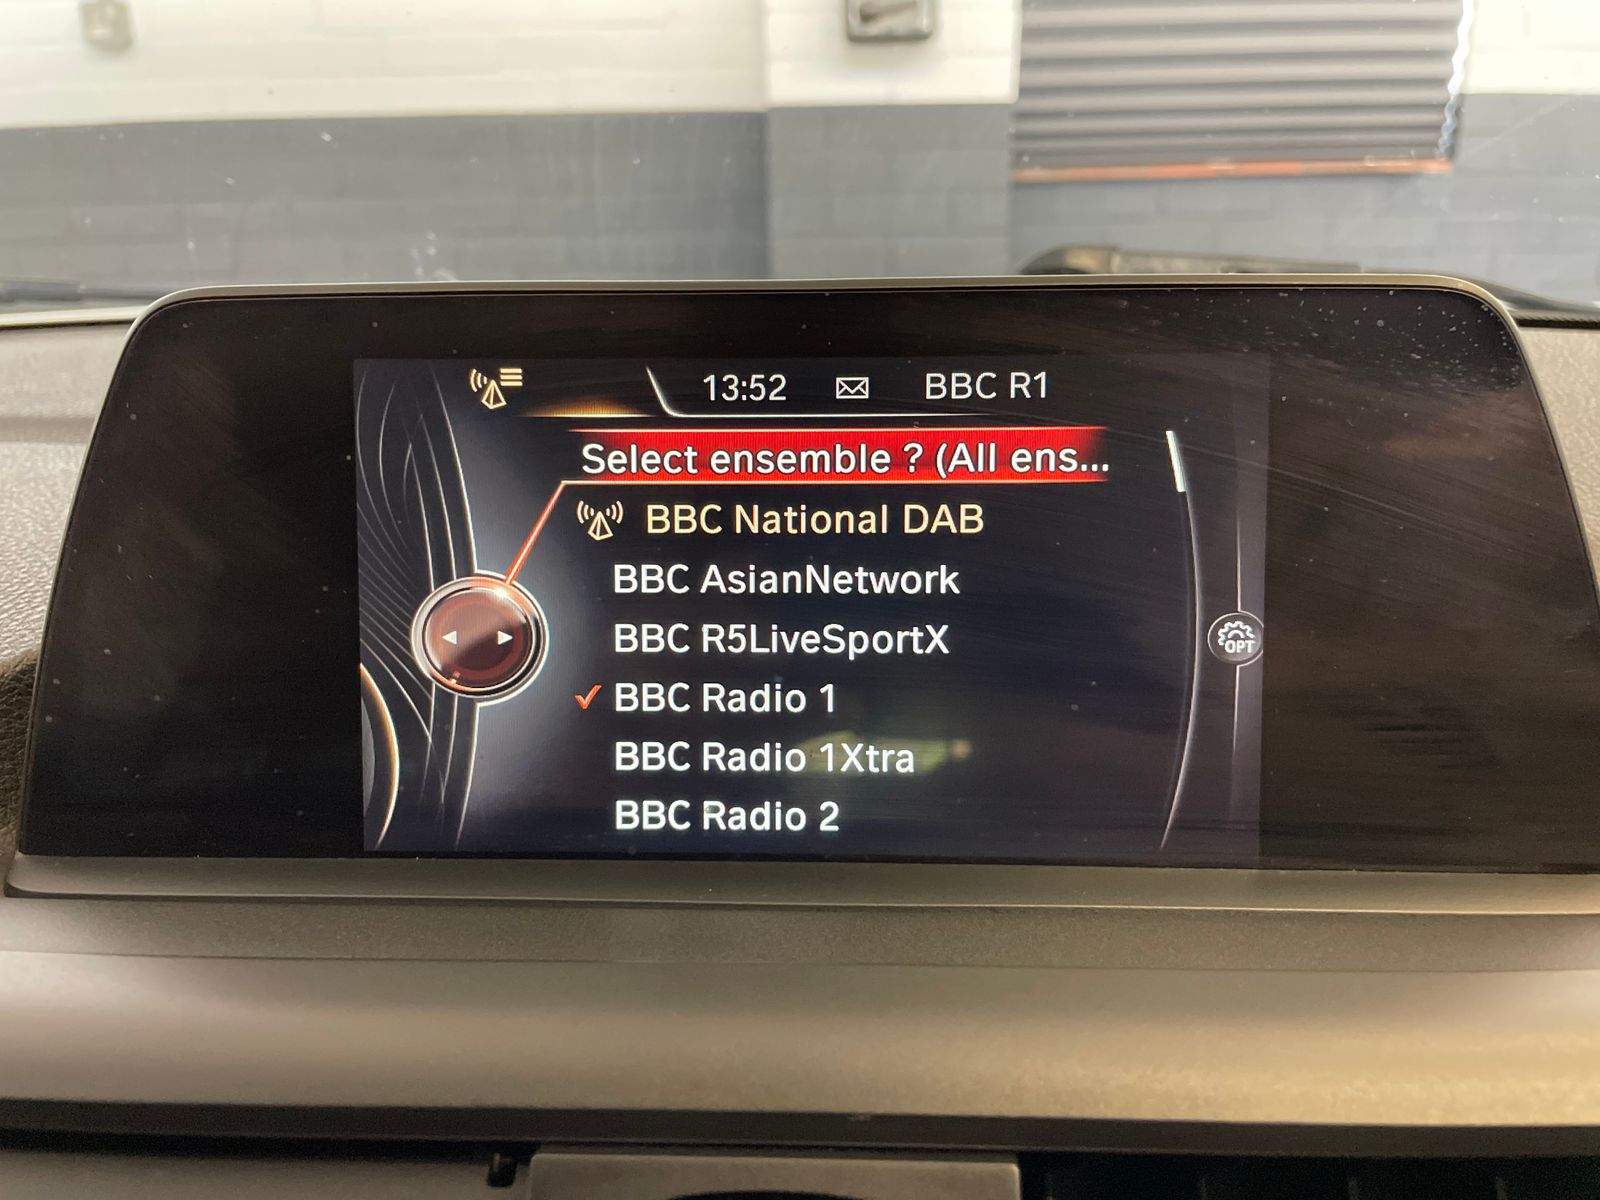 13:52 BBC R1
Select ensemble ? (All ens...
BBC National DAB
BBC AsianNetwork
BBC R5LiveSportX
BBC Radio 1
BBC Radio 1Xtra
BBC Radio 2
OPT